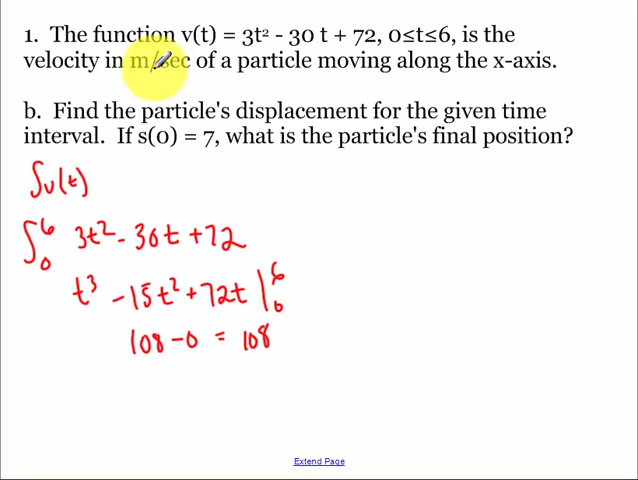 1. The function v(t) = 3t² - 30 t + 72, 0≤t≤6, is the
velocity in m/sec of a particle moving along the x-axis.
b. Find the particle's displacement for the given time
interval. If s(0) = 7, what is the particle's final position?
∫v(t)
∫₀⁶ 3t² - 30t + 72
t³ - 15t² + 72t |₀⁶
108 - 0 = 108
Extend Page